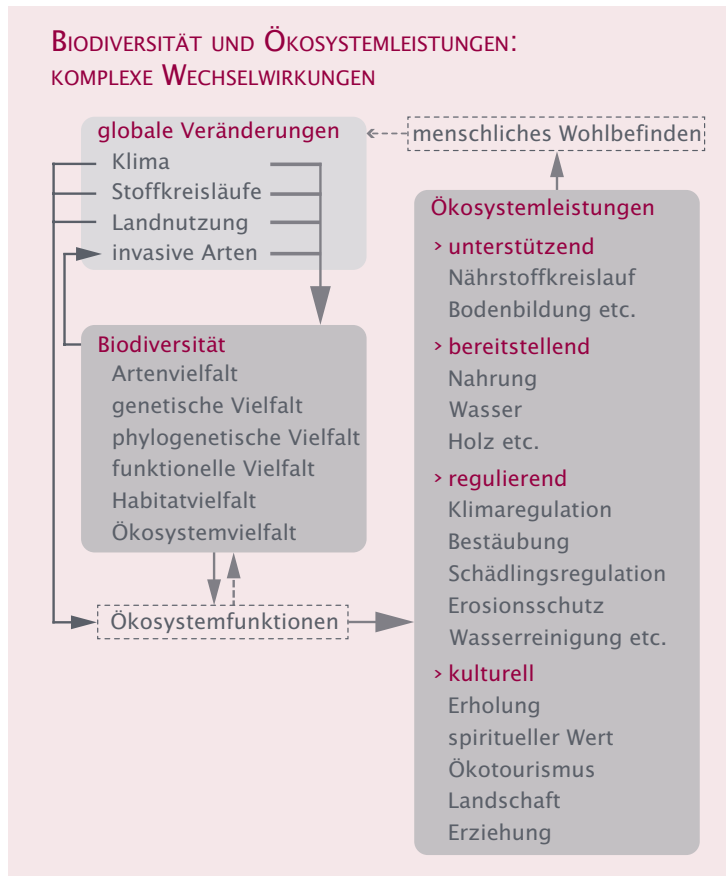 BIODIVERSITÄT UND ÖKOSYSTEMLEISTUNGEN:
KOMPLEXE WECHSELWIRKUNGEN
globale Veränderungen
Klima
Stoffkreisläufe
Landnutzung
invasive Arten
Biodiversität
Artenvielfalt
genetische Vielfalt
phylogenetische Vielfalt
funktionelle Vielfalt
Habitatvielfalt
Ökosystemvielfalt
Ökosystemfunktionen
menschliches Wohlbefinden
Ökosystemleistungen
> unterstützend
Nährstoffkreislauf
Bodenbildung etc.
> bereitstellend
Nahrung
Wasser
Holz etc.
> regulierend
Klimaregulation
Bestäubung
Schädlingsregulation
Erosionsschutz
Wasserreinigung etc.
> kulturell
Erholung
spiritueller Wert
Ökotourismus
Landschaft
Erziehung